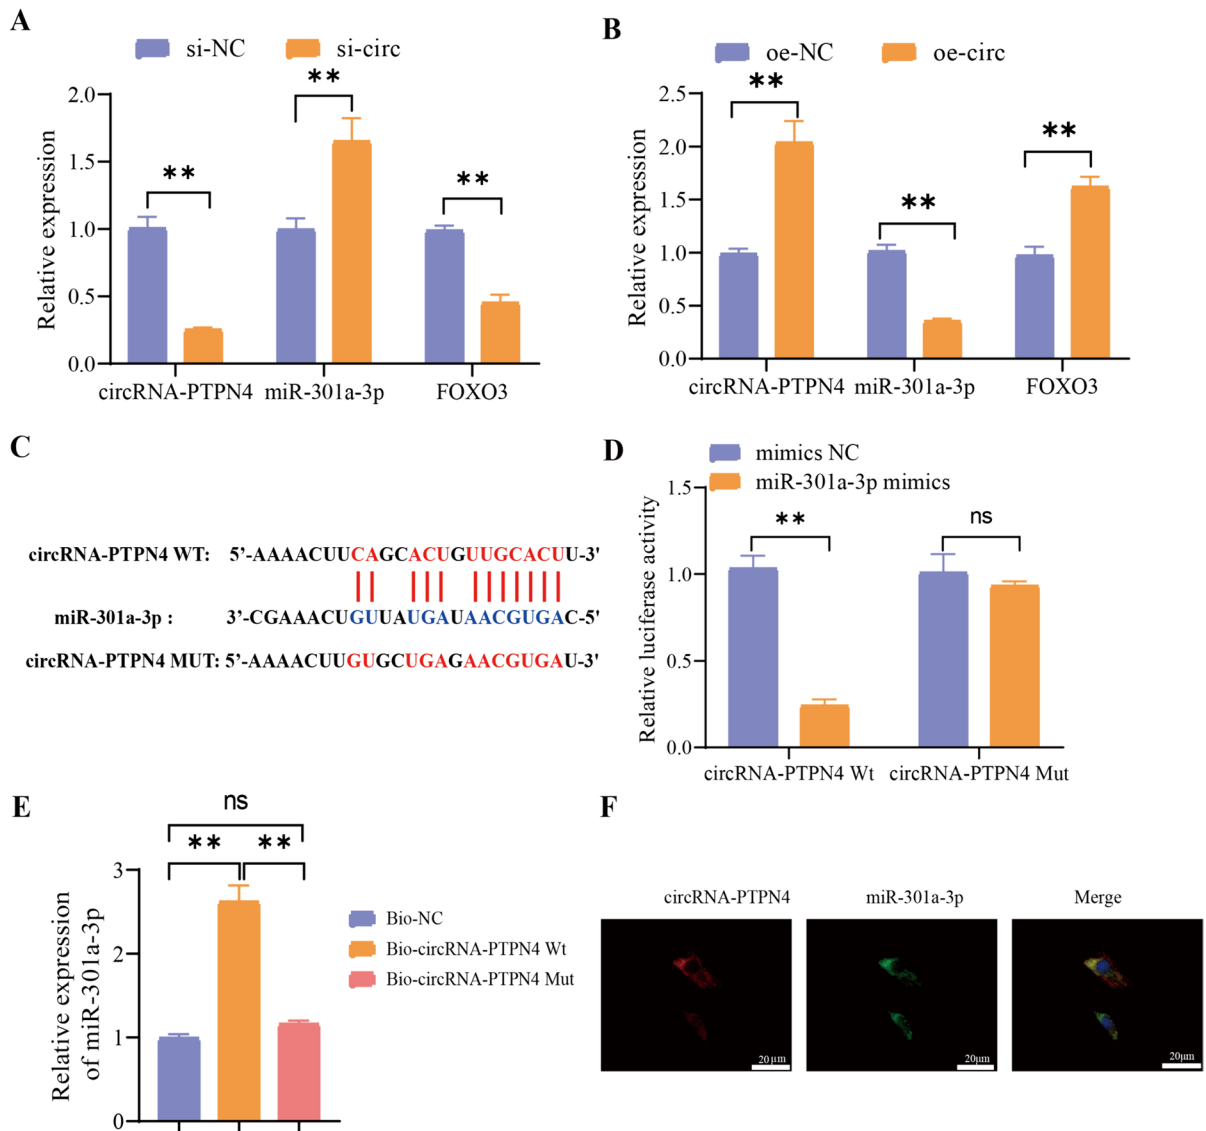 A
si-NC si-circ
Relative expression
2.0
1.5
1.0
0.5
0.0
** ** **
circRNA-PTPN4 miR-301a-3p FOXO3
B
oe-NC oe-circ
Relative expression
2.5
2.0
1.5
1.0
0.5
0.0
** ** **
circRNA-PTPN4 miR-301a-3p FOXO3
C
circRNA-PTPN4 WT: 5’-AAAACUUCAGCACUGUUGCACUU-3'
miR-301a-3p : 3’-CGAAACUGUUAUGAUAACGUGAC-5'
circRNA-PTPN4 MUT: 5’-AAAACUUGUGCUGAGAACGUGAU-3'
D
mimics NC
miR-301a-3p mimics
Relative luciferase activity
1.5
1.0
0.5
0.0
** ns
circRNA-PTPN4 Wt circRNA-PTPN4 Mut
E
ns
** **
Relative expression
of miR-301a-3p
3
2
1
0
Bio-NC
Bio-circRNA-PTPN4 Wt
Bio-circRNA-PTPN4 Mut
F
circRNA-PTPN4 miR-301a-3p Merge
20μm 20μm 20μm